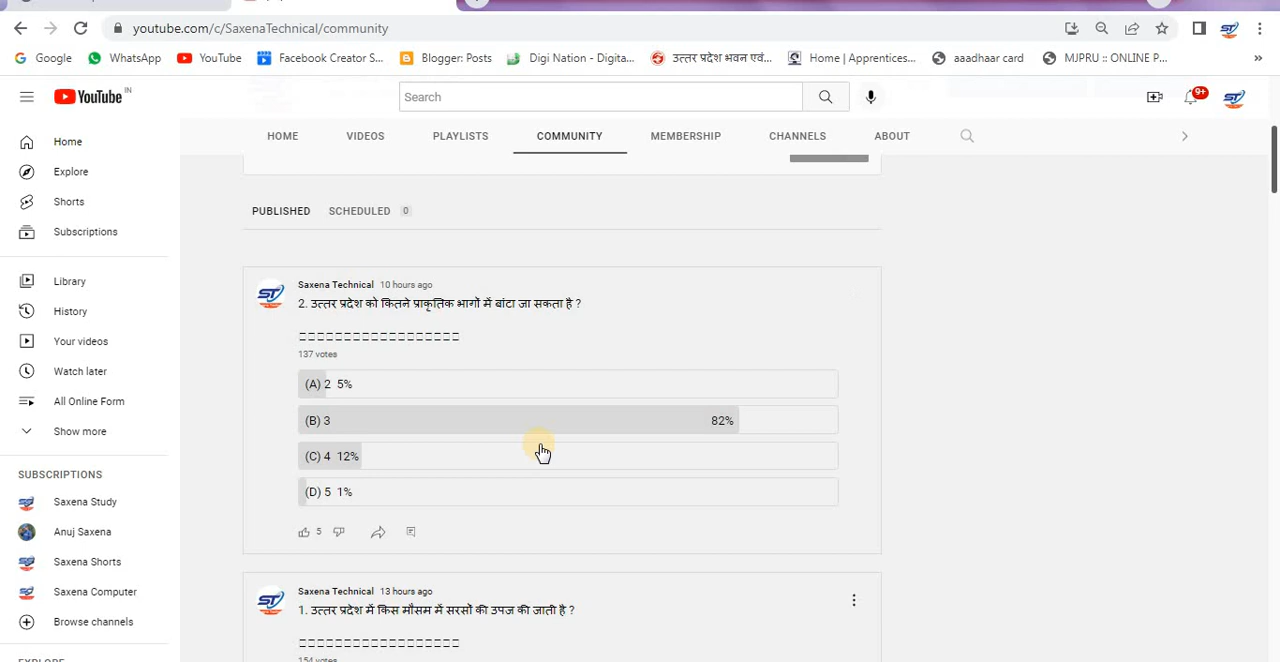 youtube.com/c/SaxenaTechnical/community
Google WhatsApp YouTube Facebook Creator S... Blogger: Posts Digi Nation - Digita... उत्तर प्रदेश भवन एवं... Home | Apprentices... aaadhaar card MJPRU :: ONLINE P... »
YouTube IN Search 9+
HOME VIDEOS PLAYLISTS COMMUNITY MEMBERSHIP CHANNELS ABOUT
Home
Explore
Shorts
Subscriptions
Library
History
Your videos
Watch later
All Online Form
Show more
SUBSCRIPTIONS
Saxena Study
Anuj Saxena
Saxena Shorts
Saxena Computer
Browse channels
PUBLISHED SCHEDULED 0
Saxena Technical 10 hours ago
2. उत्तर प्रदेश को कितने प्राकृतिक भागों में बांटा जा सकता है ?
=================
137 votes
(A) 2 5%
(B) 3 82%
(C) 4 12%
(D) 5 1%
5
Saxena Technical 13 hours ago
1. उत्तर प्रदेश में किस मौसम में सरसों की उपज की जाती है ?
=================
154 votes